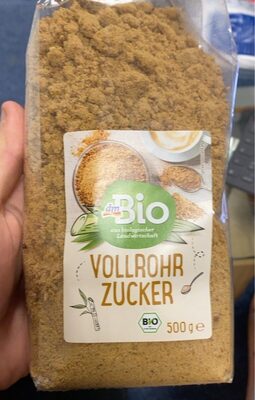 dm
Bio
aus biologischer
Landwirtschaft
VOLLROHR
ZUCKER
500 g e
BIO